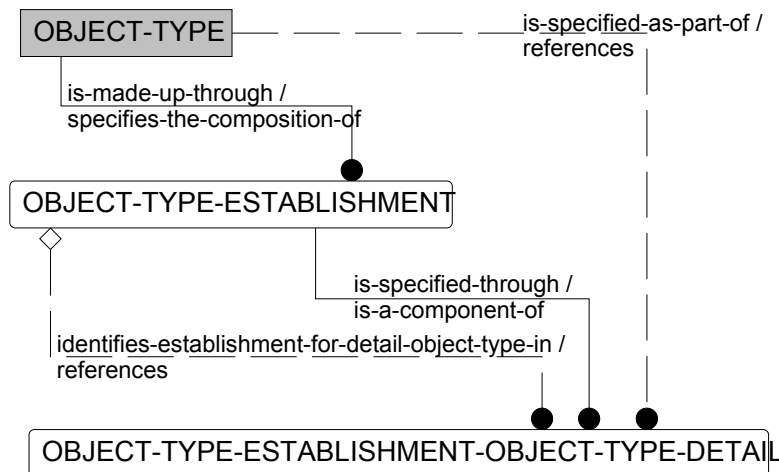 OBJECT-TYPE
is-specified-as-part-of /
references
is-made-up-through /
specifies-the-composition-of
OBJECT-TYPE-ESTABLISHMENT
is-specified-through /
is-a-component-of
identifies-establishment-for-detail-object-type-in /
references
OBJECT-TYPE-ESTABLISHMENT-OBJECT-TYPE-DETAIL